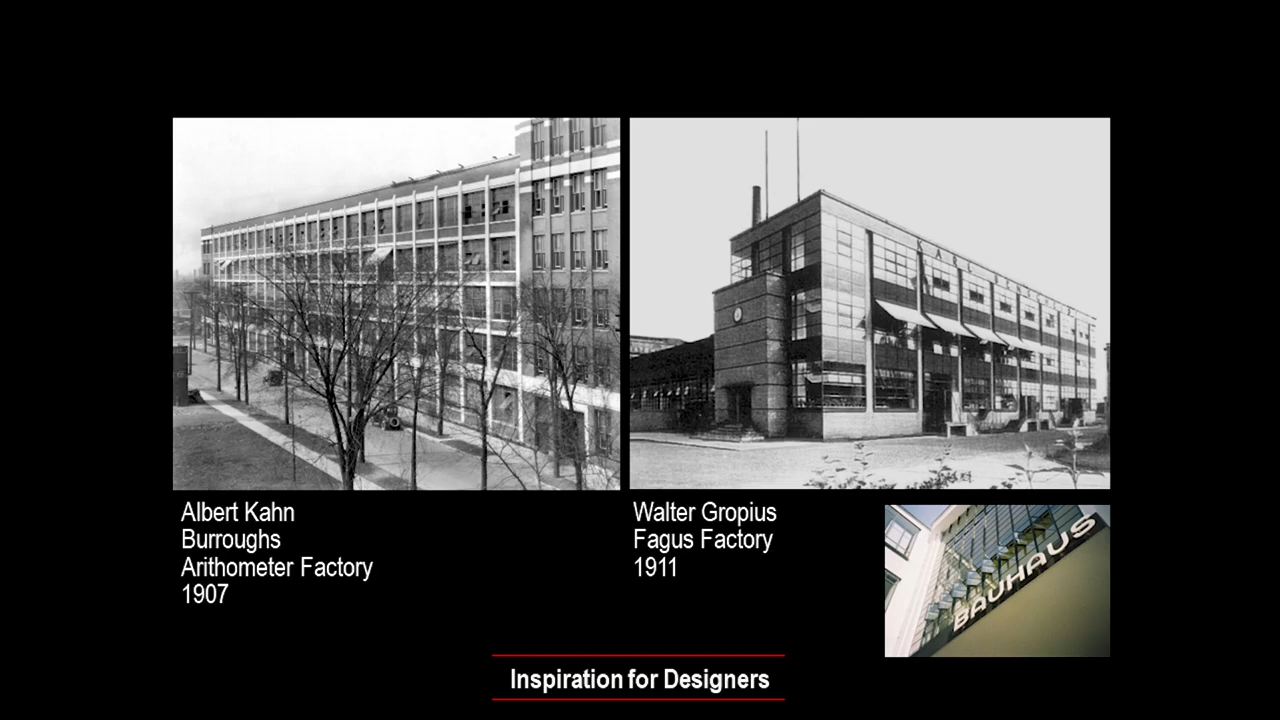 Albert Kahn
Burroughs
Arithometer Factory
1907
Walter Gropius
Fagus Factory
1911
BAUHAUS
Inspiration for Designers